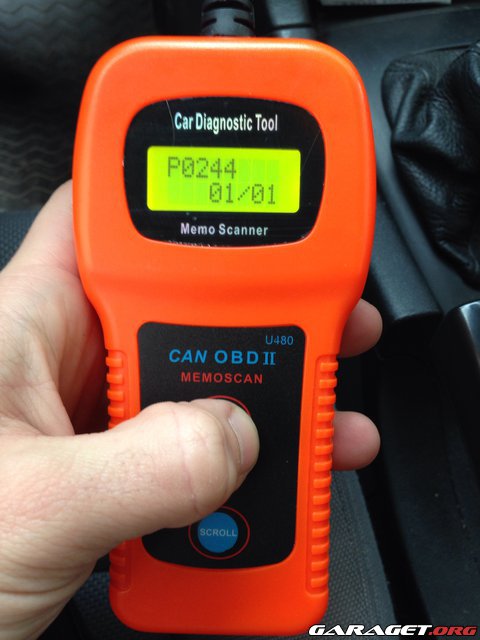 Car Diagnostic Tool
P0244
01/01
Memo Scanner
U480
CAN OBD II
MEMOSCAN
SCROLL
GARAGET.ORG